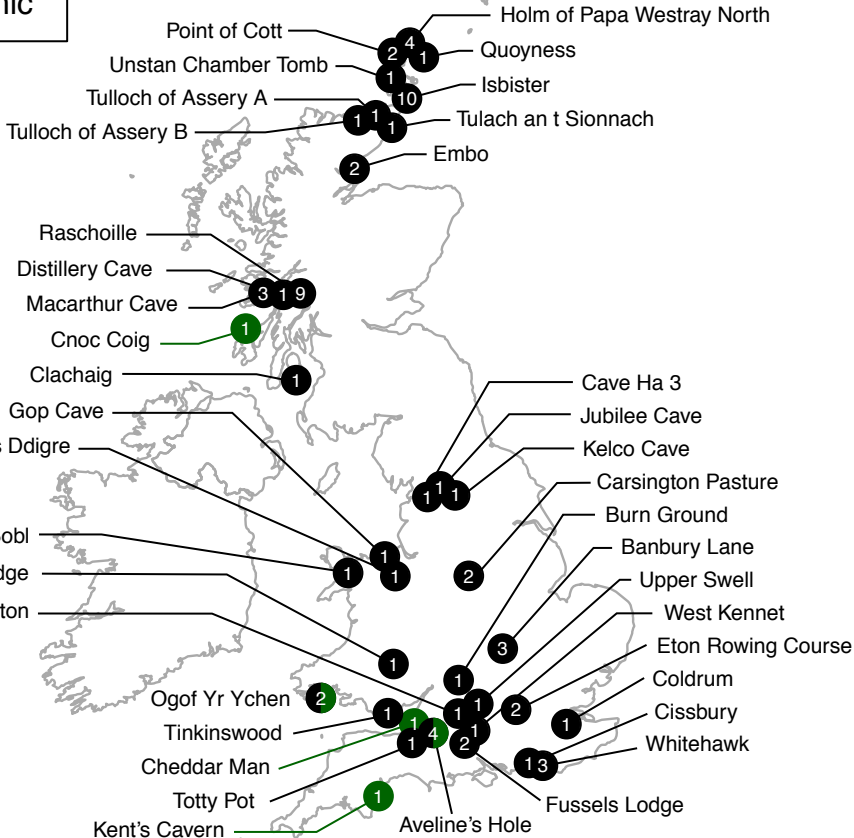 Holm of Papa Westray North
Point of Cott
4
2
1
Quoyness
Unstan Chamber Tomb
1
Isbister
Tulloch of Assery A
10
1
1
1
Tulach an t Sionnach
Tulloch of Assery B
Embo
2
Raschoille
Distillery Cave
3
1
9
Macarthur Cave
Cnoc Coig
1
Clachaig
1
Cave Ha 3
Gop Cave
Jubilee Cave
Ddigre
Kelco Cave
1
1
1
Carsington Pasture
Burn Ground
Banbury Lane
1
1
1
2
Upper Swell
West Kennet
3
Eton Rowing Course
1
1
Coldrum
Ogof Yr Ychen
2
1
1
2
Cissbury
1
1
1
Tinkinswood
1
4
1
2
Whitehawk
1
3
Cheddar Man
Totty Pot
1
Fussels Lodge
Kent's Cavern
Aveline's Hole